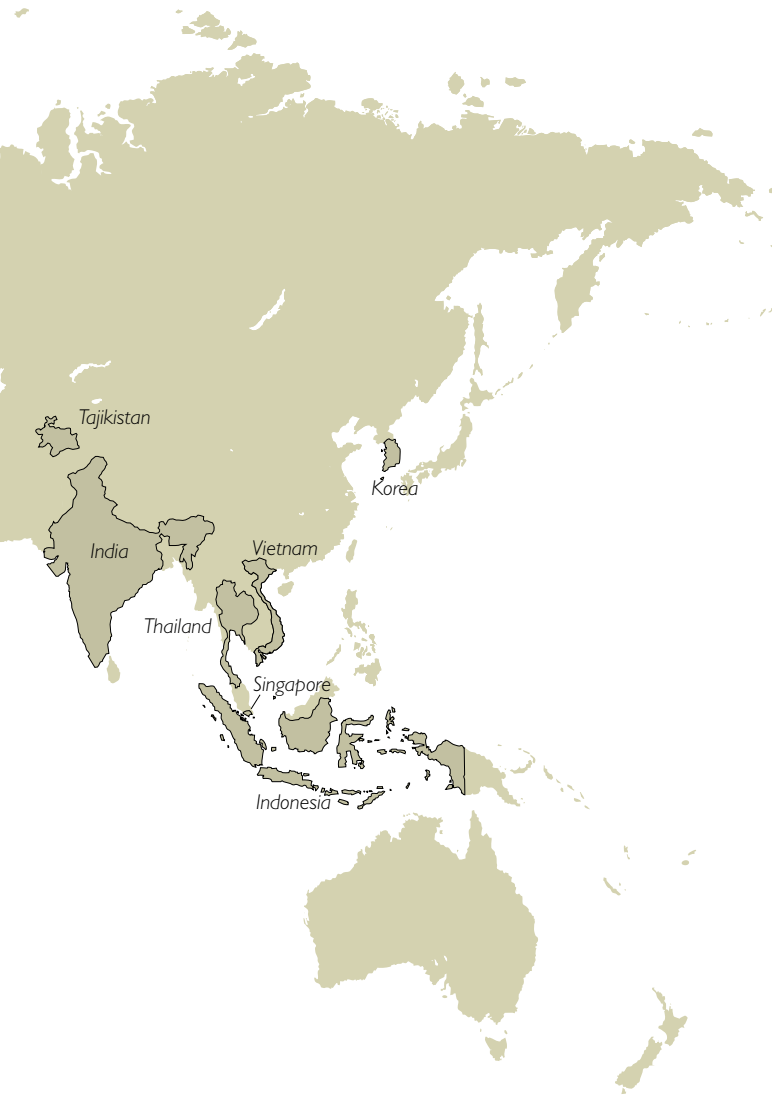 Tajikistan
Korea
India
Vietnam
Thailand
Singapore
Indonesia